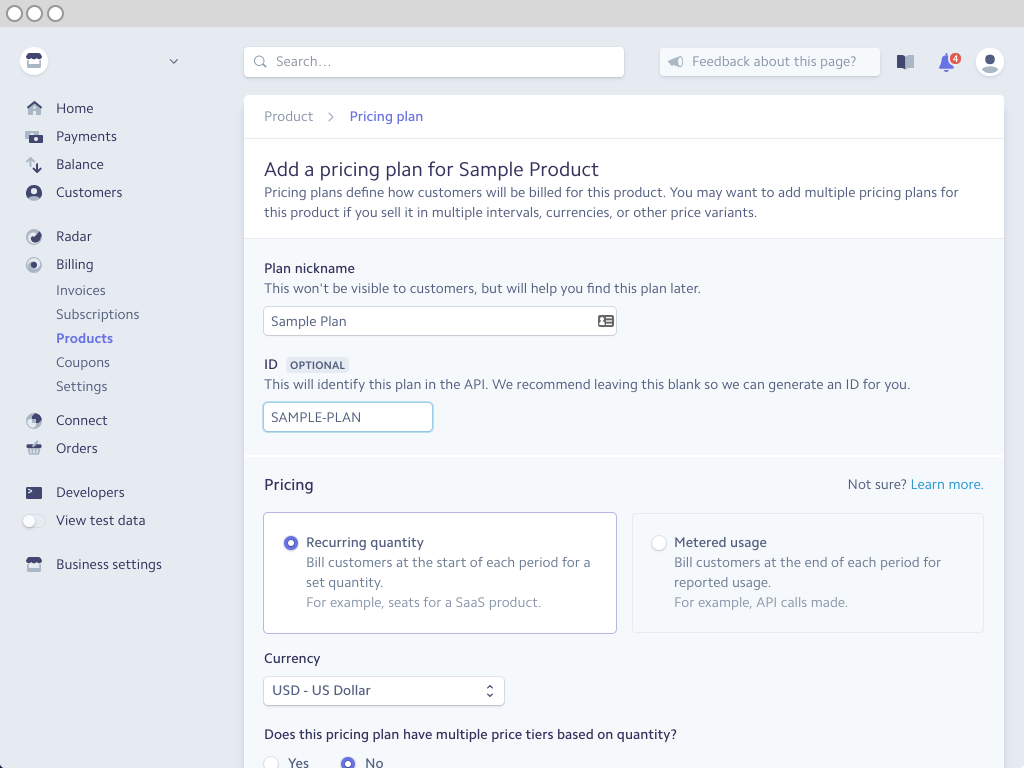 Search…
Feedback about this page?
4
Home
Payments
Balance
Customers
Radar
Billing
Invoices
Subscriptions
Products
Coupons
Settings
Connect
Orders
Developers
View test data
Business settings
Product
Pricing plan
Add a pricing plan for Sample Product
Pricing plans define how customers will be billed for this product. You may want to add multiple pricing plans for
this product if you sell it in multiple intervals, currencies, or other price variants.
Plan nickname
This won't be visible to customers, but will help you find this plan later.
Sample Plan
ID OPTIONAL
This will identify this plan in the API. We recommend leaving this blank so we can generate an ID for you.
SAMPLE-PLAN
Pricing
Not sure? Learn more.
Recurring quantity
Bill customers at the start of each period for a
set quantity.
For example, seats for a SaaS product.
Metered usage
Bill customers at the end of each period for
reported usage.
For example, API calls made.
Currency
USD - US Dollar
Does this pricing plan have multiple price tiers based on quantity?
Yes No